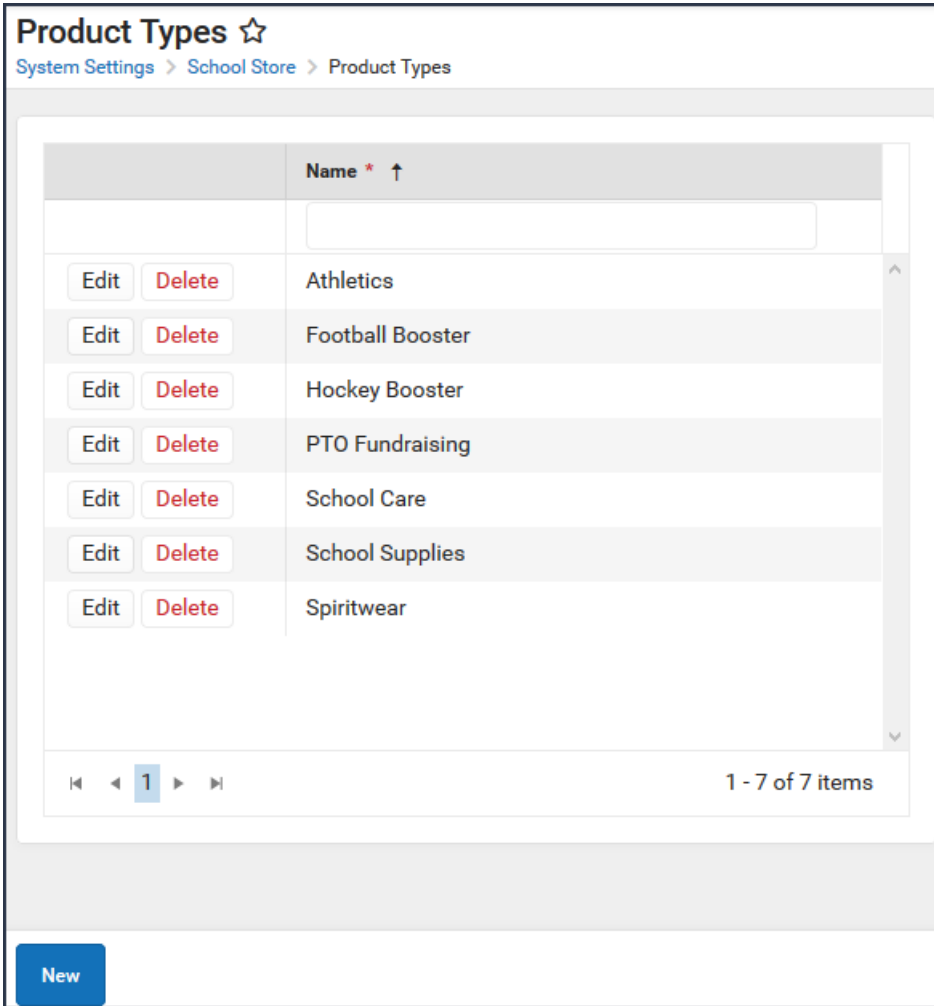 Product Types
System Settings > School Store > Product Types
Name * ↑
Edit Delete Athletics
Edit Delete Football Booster
Edit Delete Hockey Booster
Edit Delete PTO Fundraising
Edit Delete School Care
Edit Delete School Supplies
Edit Delete Spiritwear
1 1 - 7 of 7 items
New